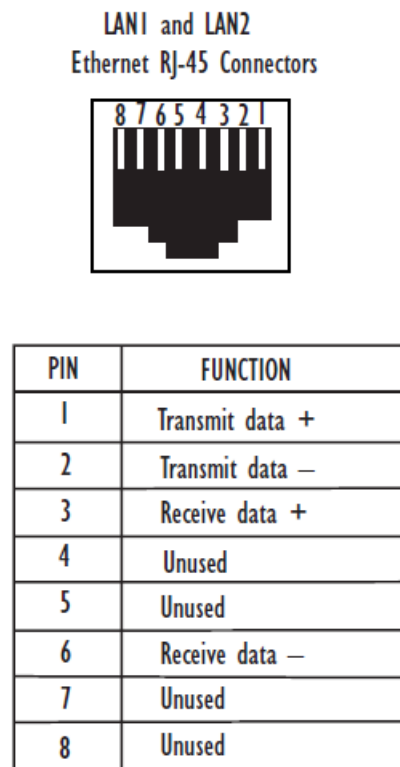 LAN1 and LAN2
Ethernet RJ-45 Connectors
8 7 6 5 4 3 2 1
PIN FUNCTION
1 Transmit data +
2 Transmit data –
3 Receive data +
4 Unused
5 Unused
6 Receive data –
7 Unused
8 Unused